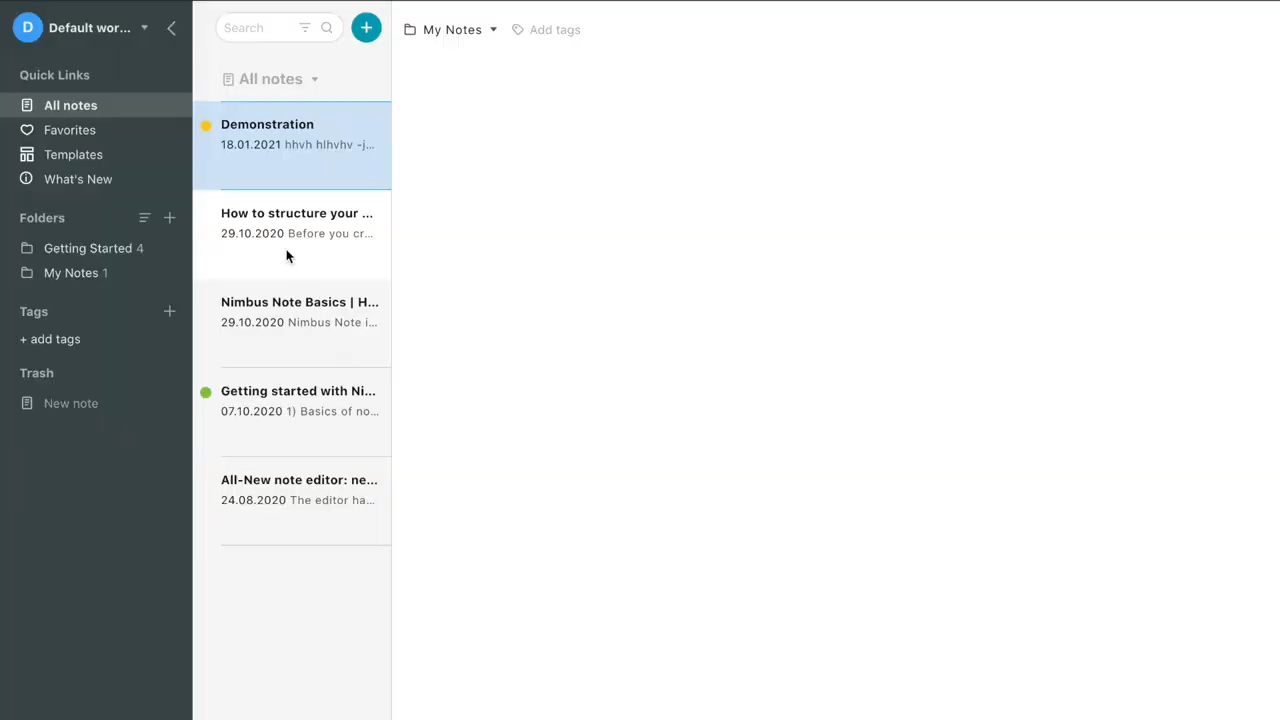 D Default wor...
Quick Links
All notes
Favorites
Templates
What's New
Folders
Getting Started 4
My Notes 1
Tags
+ add tags
Trash
New note
Search
All notes
Demonstration
18.01.2021 hhvh hlhvhv -j...
How to structure your ...
29.10.2020 Before you cr...
Nimbus Note Basics | H...
29.10.2020 Nimbus Note i...
Getting started with Ni...
07.10.2020 1) Basics of no...
All-New note editor: ne...
24.08.2020 The editor ha...
My Notes
Add tags